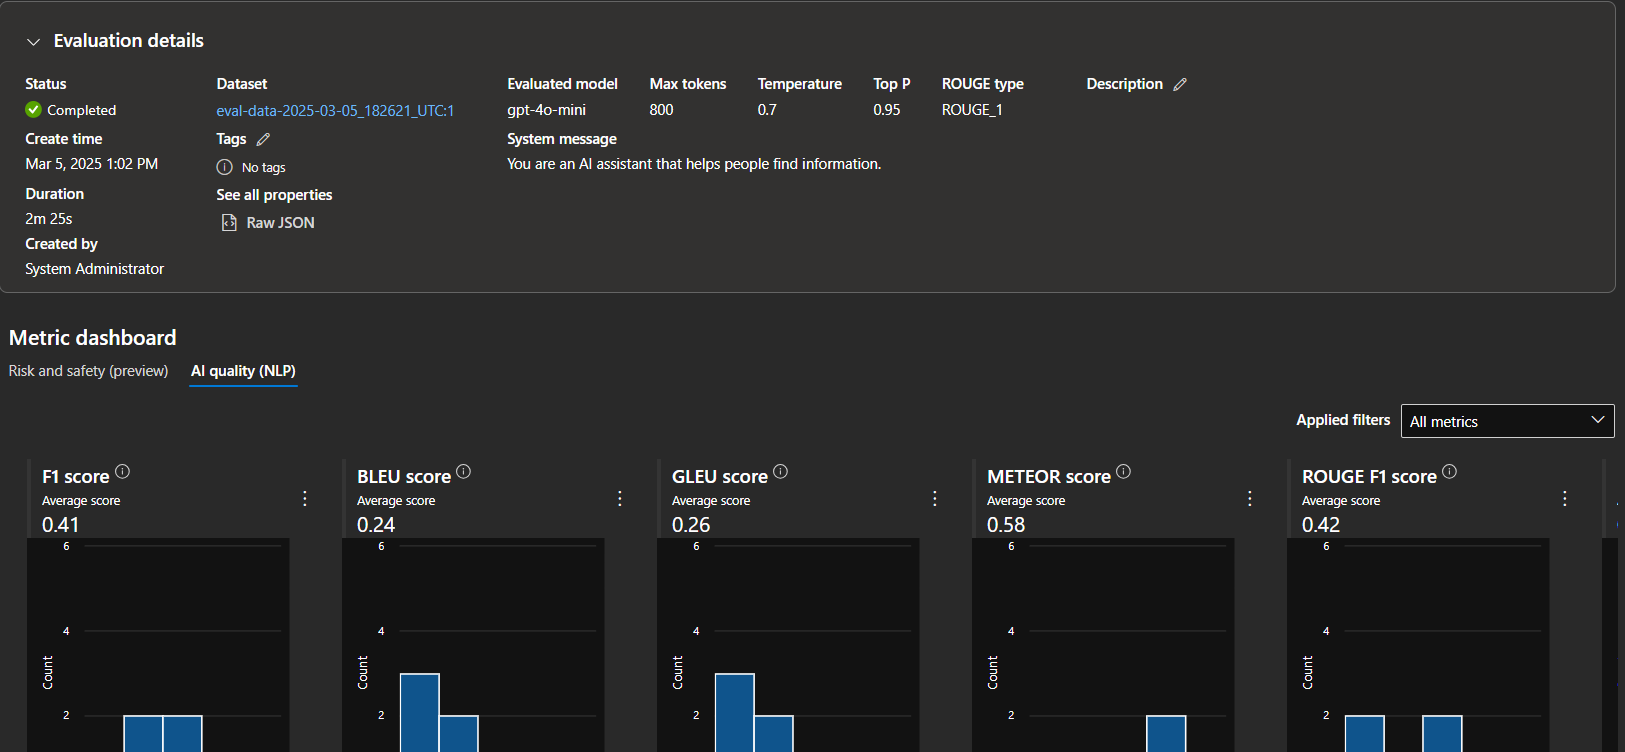 Evaluation details
Status
Completed
Create time
Mar 5, 2025 1:02 PM
Duration
2m 25s
Created by
System Administrator
Dataset
eval-data-2025-03-05_182621_UTC:1
Tags
No tags
See all properties
Raw JSON
Evaluated model
gpt-4o-mini
Max tokens
800
Temperature
0.7
Top P
0.95
ROUGE type
ROUGE_1
Description
System message
You are an AI assistant that helps people find information.
Metric dashboard
Risk and safety (preview)
AI quality (NLP)
Applied filters
All metrics
F1 score
Average score
0.41
6
4
2
Count
BLEU score
Average score
0.24
6
4
2
Count
GLEU score
Average score
0.26
6
4
2
Count
METEOR score
Average score
0.58
6
4
2
Count
ROUGE F1 score
Average score
0.42
6
4
2
Count